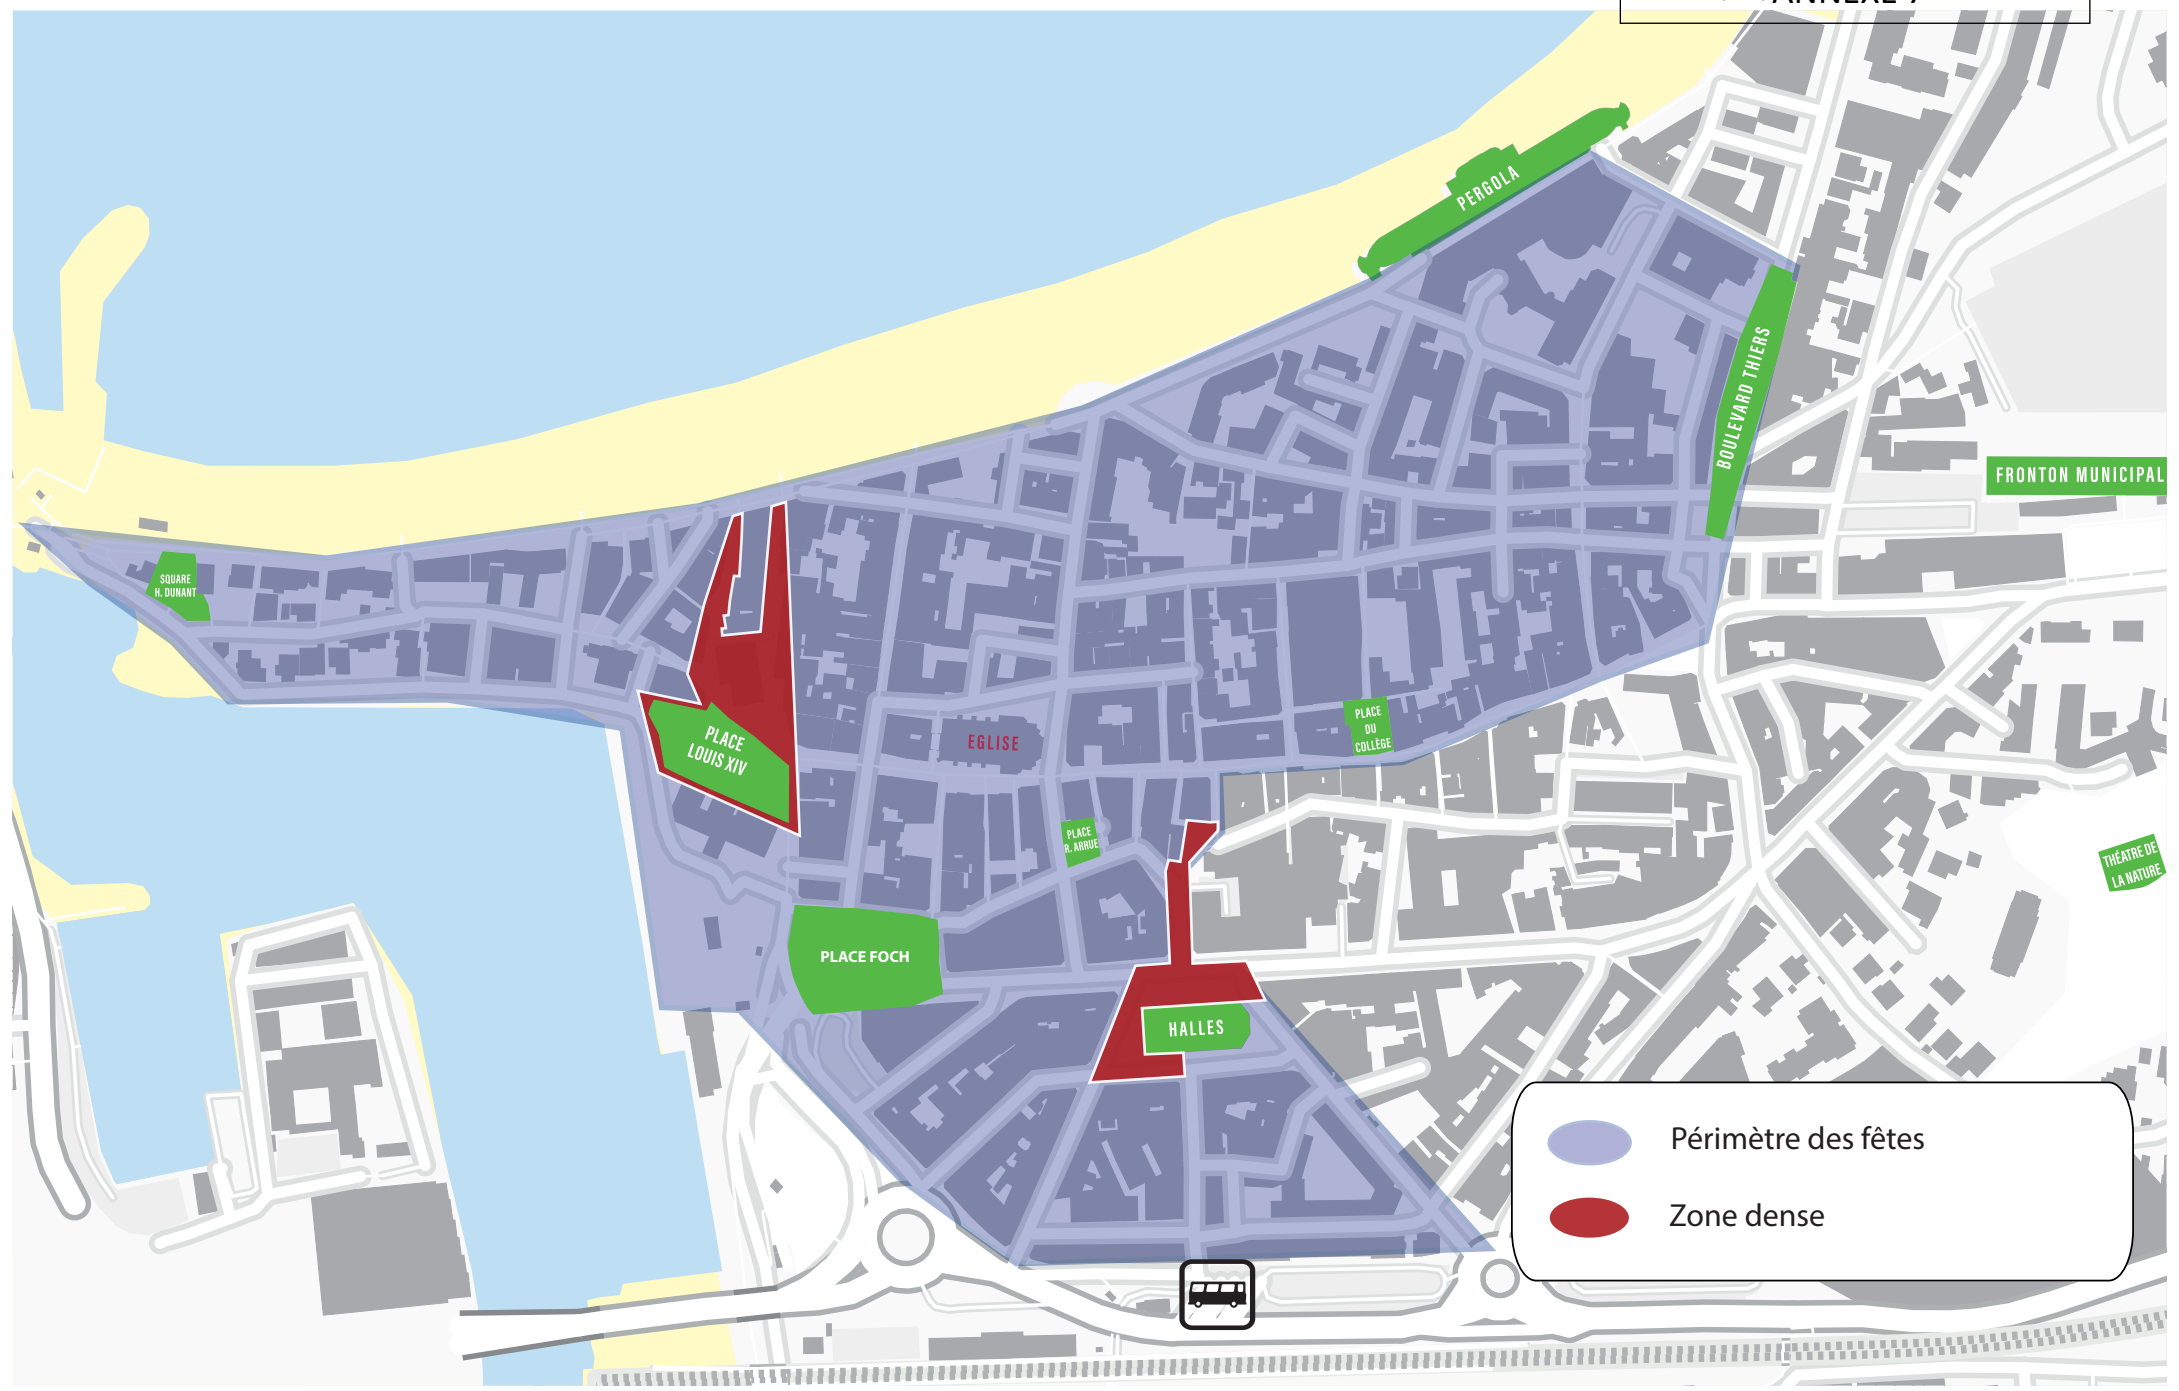 PERGOLA
BOULEVARD THIERS
FRONTON MUNICIPAL
SQUARE
H. DUNANT
PLACE
LOUIS XIV
EGLISE
PLACE
DU
COLLÈGE
PLACE
R. ARRUE
THÉATRE DE
LA NATURE
PLACE FOCH
HALLES
Périmètre des fêtes
Zone dense